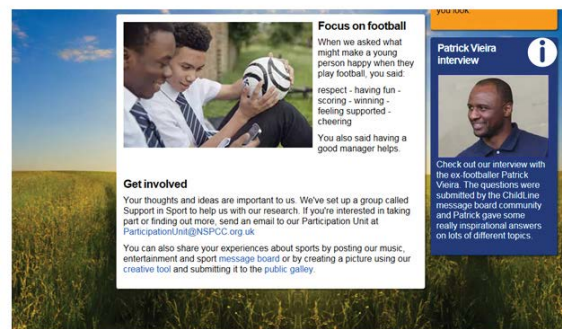 you look.
Focus on football
When we asked what
might make a young
person happy when they
play football, you said:
respect - having fun -
scoring - winning -
feeling supported -
cheering
You also said having a
good manager helps.
Get involved
Your thoughts and ideas are important to us. We've set up a group called
Support in Sport to help us with our research. If you're interested in taking
part or finding out more, send an email to our Participation Unit at
ParticipationUnit@NSPCC.org.uk
You can also share your experiences about sports by posting our music,
entertainment and sport message board or by creating a picture using our
creative tool and submitting it to the public galley.
Patrick Vieira
interview
Check out our interview with
the ex-footballer Patrick
Vieira. The questions were
submitted by the ChildLine
message board community
and Patrick gave some
really inspirational answers
on lots of different topics.